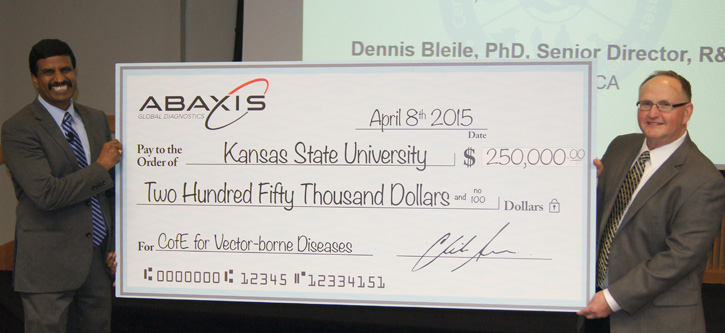 Dennis Bleile, PhD, Senior Director, R&
CA
ABAXIS
GLOBAL DIAGNOSTICS
April 8th 2015
Date
Pay to the
Order of Kansas State University $ 250,000.00
Two Hundred Fifty Thousand Dollars and no/100 Dollars
For CofE for Vector-borne Diseases
0000000 12345 12334151